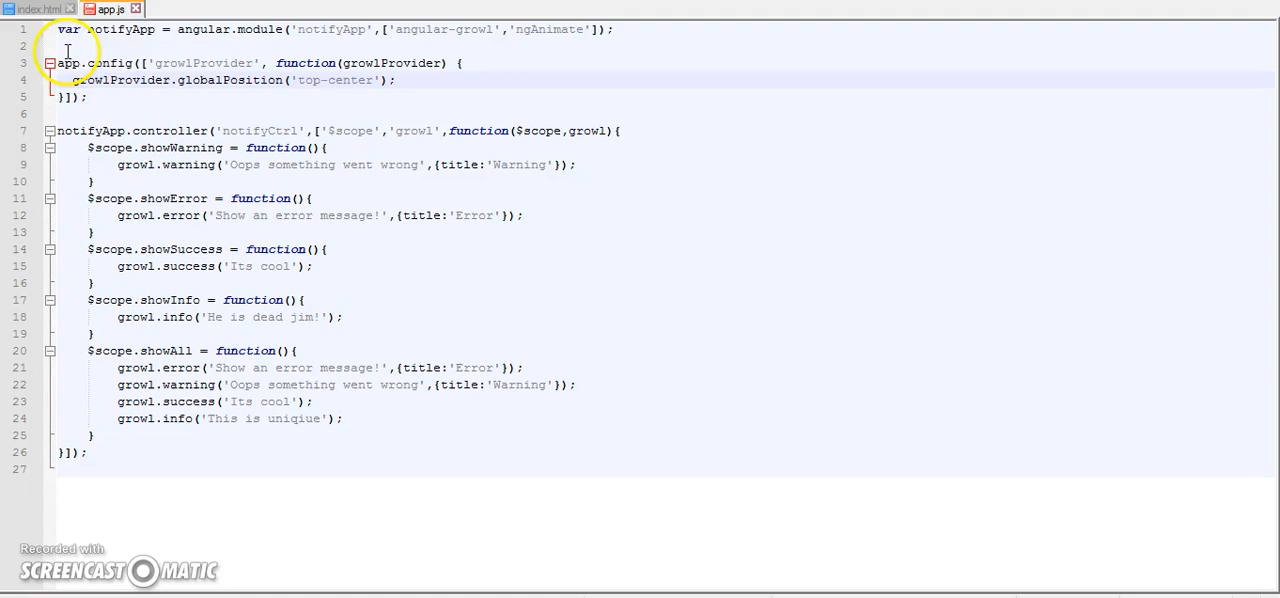 index.html app.js
1 var notifyApp = angular.module('notifyApp',['angular-growl','ngAnimate']);
2
3 app.config(['growlProvider', function(growlProvider) {
4 growlProvider.globalPosition('top-center');
5 }]);
6
7 notifyApp.controller('notifyCtrl',['$scope','growl',function($scope,growl){
8 $scope.showWarning = function(){
9 growl.warning('Oops something went wrong',{title:'Warning'});
10 }
11 $scope.showError = function(){
12 growl.error('Show an error message!',{title:'Error'});
13 }
14 $scope.showSuccess = function(){
15 growl.success('Its cool');
16 }
17 $scope.showInfo = function(){
18 growl.info('He is dead jim!');
19 }
20 $scope.showAll = function(){
21 growl.error('Show an error message!',{title:'Error'});
22 growl.warning('Oops something went wrong',{title:'Warning'});
23 growl.success('Its cool');
24 growl.info('This is uniqiue');
25 }
26 }]);
27
Recorded with
SCREENCAST MATIC